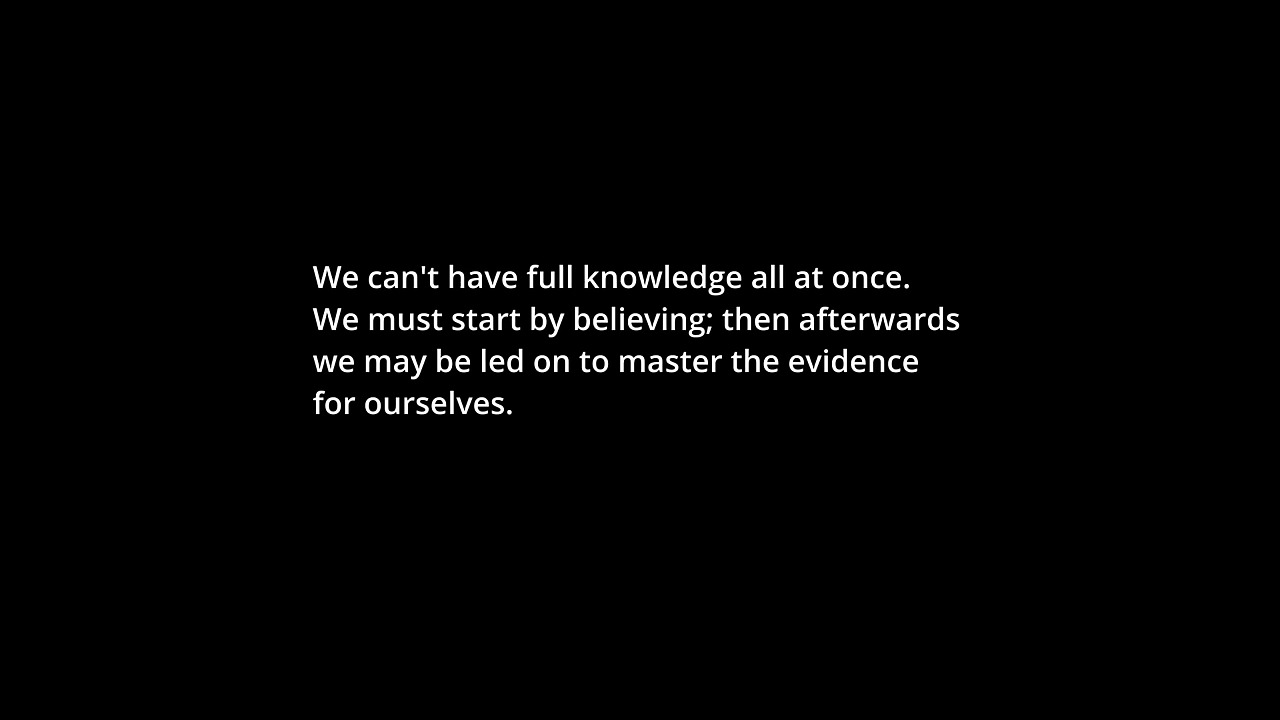 We can't have full knowledge all at once.
We must start by believing; then afterwards
we may be led on to master the evidence
for ourselves.